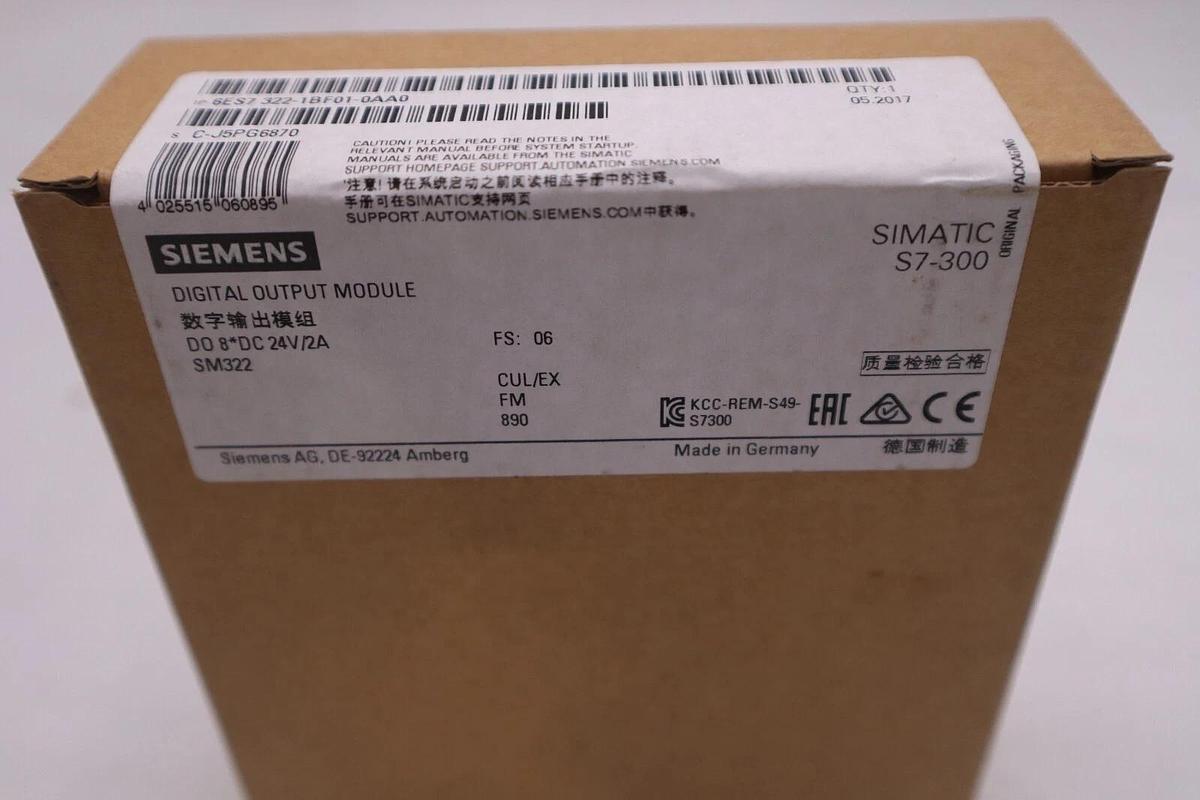 1P 6ES7 322-1BF01-0AA0
QTY:1
05.2017
S C-J5PG6870
4 025515 060895
CAUTION! PLEASE READ THE NOTES IN THE
RELEVANT MANUAL BEFORE SYSTEM STARTUP.
MANUALS ARE AVAILABLE FROM THE SIMATIC
SUPPORT HOMEPAGE SUPPORT.AUTOMATION.SIEMENS.COM
'注意! 请在系统启动之前阅读相应手册中的注释。
手册可在SIMATIC支持网页
SUPPORT.AUTOMATION.SIEMENS.COM中获得。
ORIGINAL PACKAGING
SIEMENS
SIMATIC
S7-300
DIGITAL OUTPUT MODULE
数字输出模组
DO 8*DC 24V/2A
SM322
FS: 06
CUL/EX
FM
890
质量检验合格
KCC-REM-S49-
S7300
EAC
CE
Siemens AG, DE-92224 Amberg
Made in Germany
德国制造